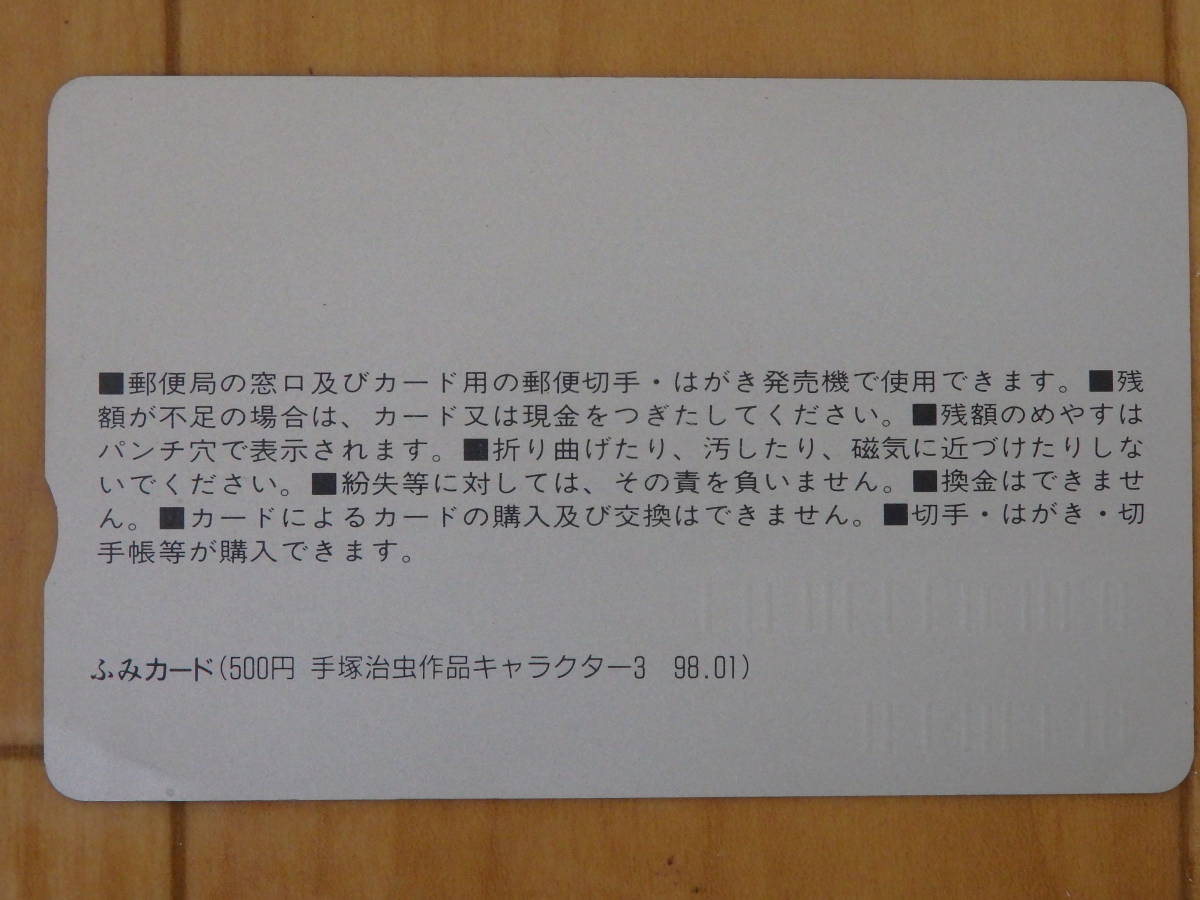 ■郵便局の窓口及びカード用の郵便切手・はがき発売機で使用できます。■残
額が不足の場合は、カード又は現金をつぎたしてください。■残額のめやすは
パンチ穴で表示されます。■折り曲げたり、汚したり、磁気に近づけたりしな
いでください。■紛失等に対しては、その責を負いません。■換金はできませ
ん。■カードによるカードの購入及び交換はできません。■切手・はがき・切
手帳等が購入できます。
ふみカード(500円 手塚治虫作品キャラクター3 98.01)